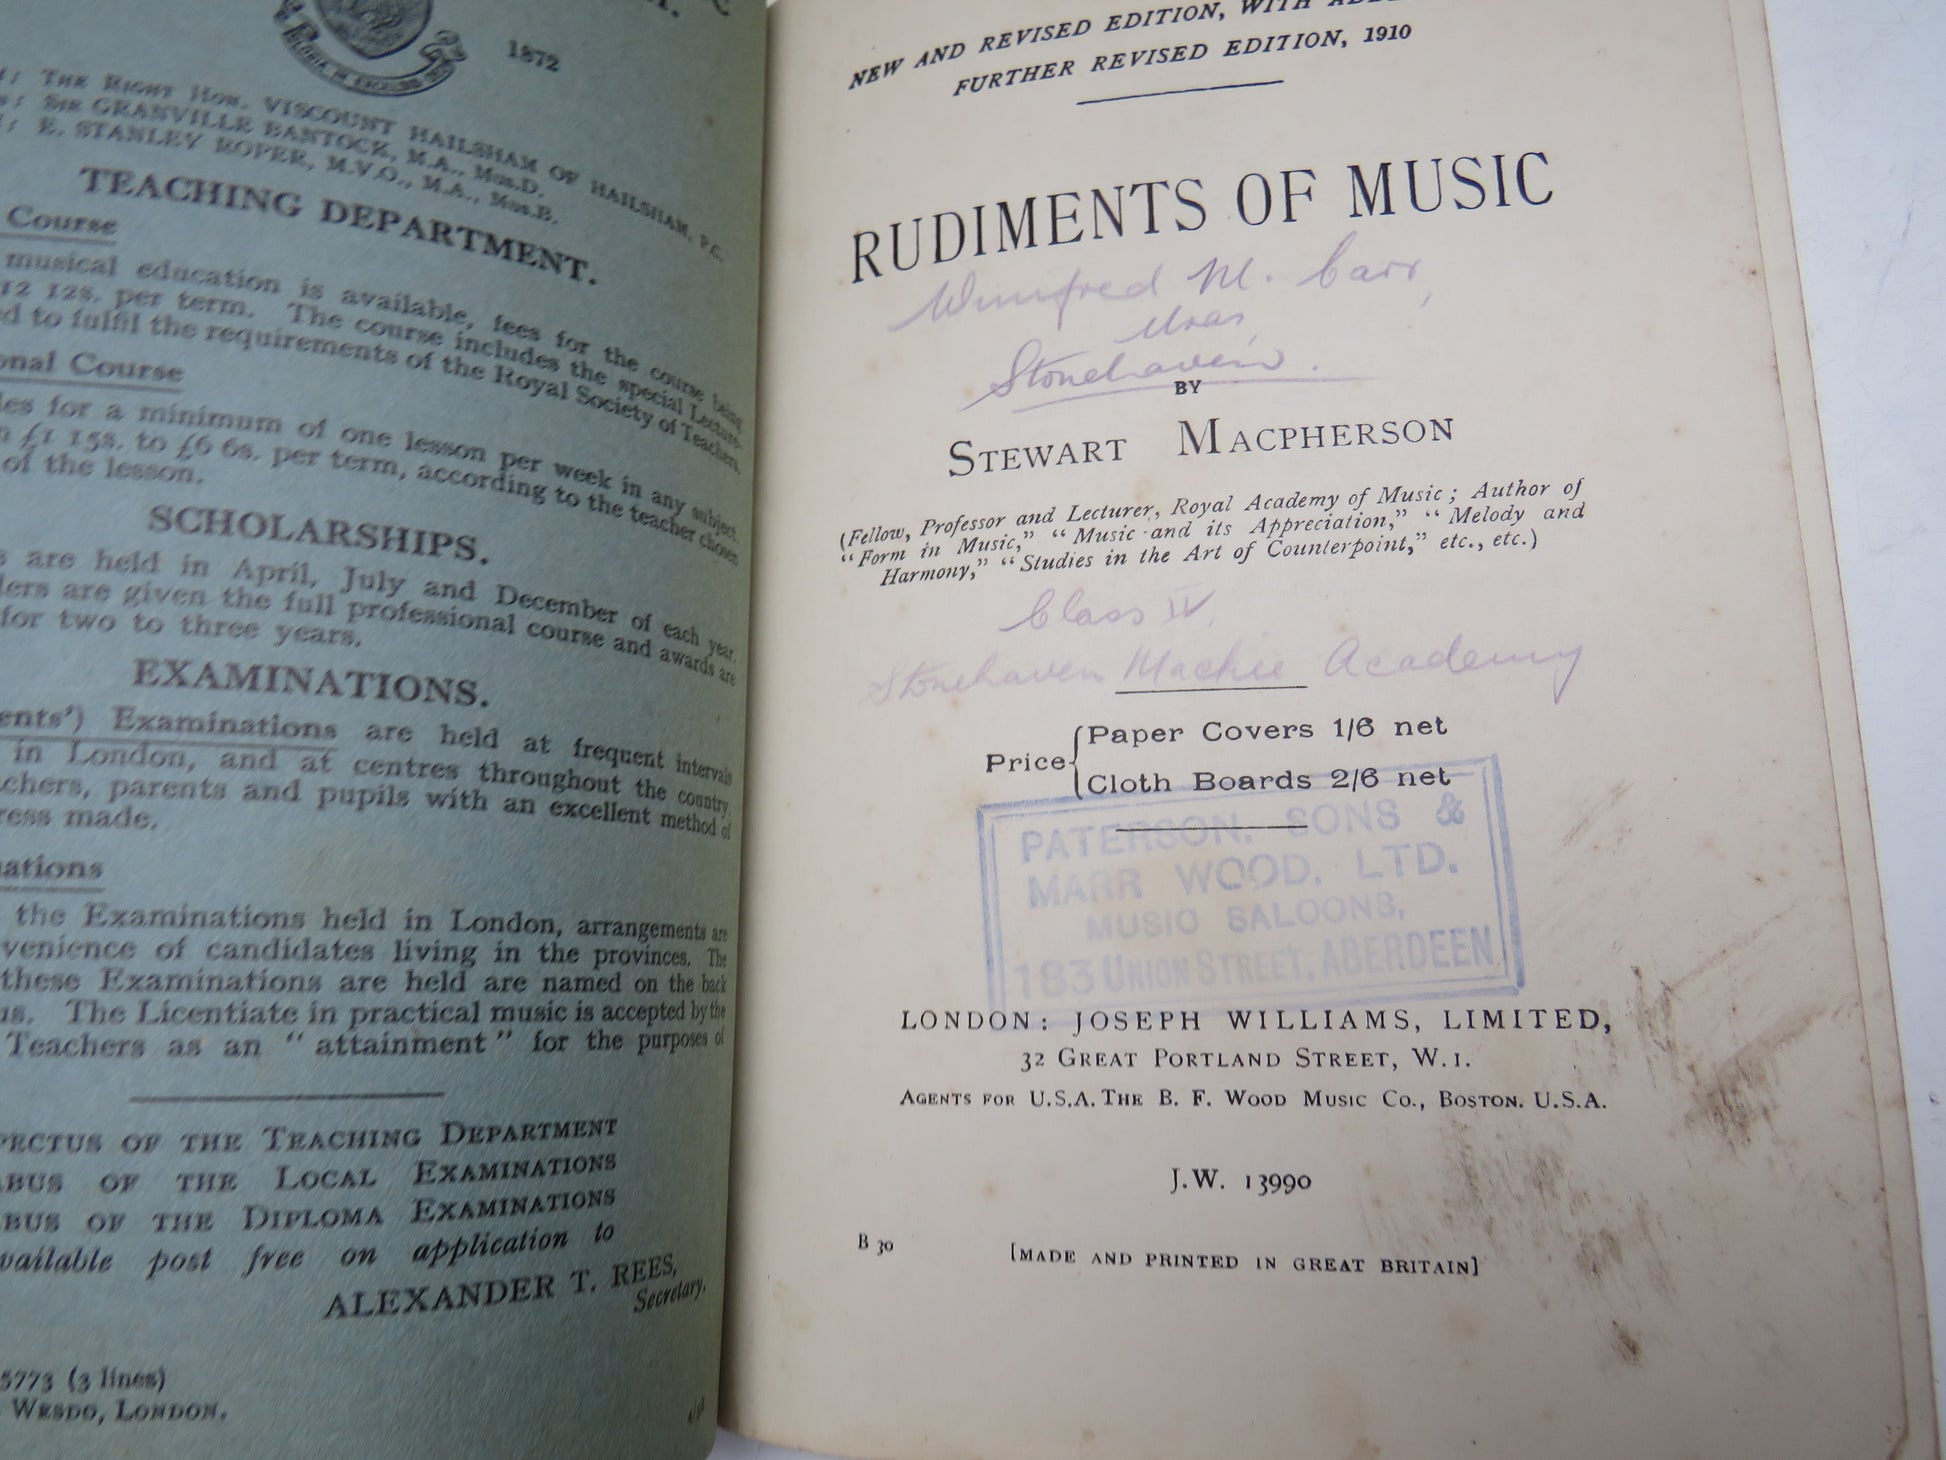 1872
THE RIGHT HON. VISCOUNT HAILSHAM OF HAILSHAM, P.C.
SIR GRANVILLE BANTOCK, M.A., MUS.D.
E. STANLEY ROPER, M.V.O., M.A., MUS.B.
TEACHING DEPARTMENT.
Course
musical education is available, fees for the course being
12 12s. per term. The course includes the special Lecture-
to fulfil the requirements of the Royal Society of Teachers.
Course
for a minimum of one lesson per week in any subject.
£1 15s. to £6 6s. per term, according to the teacher chosen
of the lesson.
SCHOLARSHIPS.
are held in April, July and December of each year.
are given the full professional course and awards are
for two to three years.
EXAMINATIONS.
Examinations are held at frequent intervals
in London, and at centres throughout the country,
parents and pupils with an excellent method of
made.
the Examinations held in London, arrangements are
of candidates living in the provinces. The
these Examinations are held are named on the back
The Licentiate in practical music is accepted by the
Teachers as an "attainment" for the purposes of
OF THE TEACHING DEPARTMENT
OF THE LOCAL EXAMINATIONS
OF THE DIPLOMA EXAMINATIONS
post free on application to
ALEXANDER T. REES,
Secretary.
5773 (3 lines)
WESDO, LONDON.
NEW AND REVISED EDITION, WITH
FURTHER REVISED EDITION, 1910
RUDIMENTS OF MUSIC
Winifred M. Carr,
Uras,
Stonehaven.
BY
STEWART MACPHERSON
(Fellow, Professor and Lecturer, Royal Academy of Music; Author of
"Form in Music," "Music and its Appreciation," "Melody and
Harmony," "Studies in the Art of Counterpoint," etc., etc.)
Class IV.
Stonehaven Mackie Academy
Price { Paper Covers 1/6 net
Cloth Boards 2/6 net
PATERSON, SONS &
MARR WOOD, LTD.
MUSIC SALOONS,
183 UNION STREET, ABERDEEN
LONDON: JOSEPH WILLIAMS, LIMITED,
32 GREAT PORTLAND STREET, W.1.
AGENTS FOR U.S.A. THE B. F. WOOD MUSIC CO., BOSTON. U.S.A.
J.W. 13990
B 30
[MADE AND PRINTED IN GREAT BRITAIN]